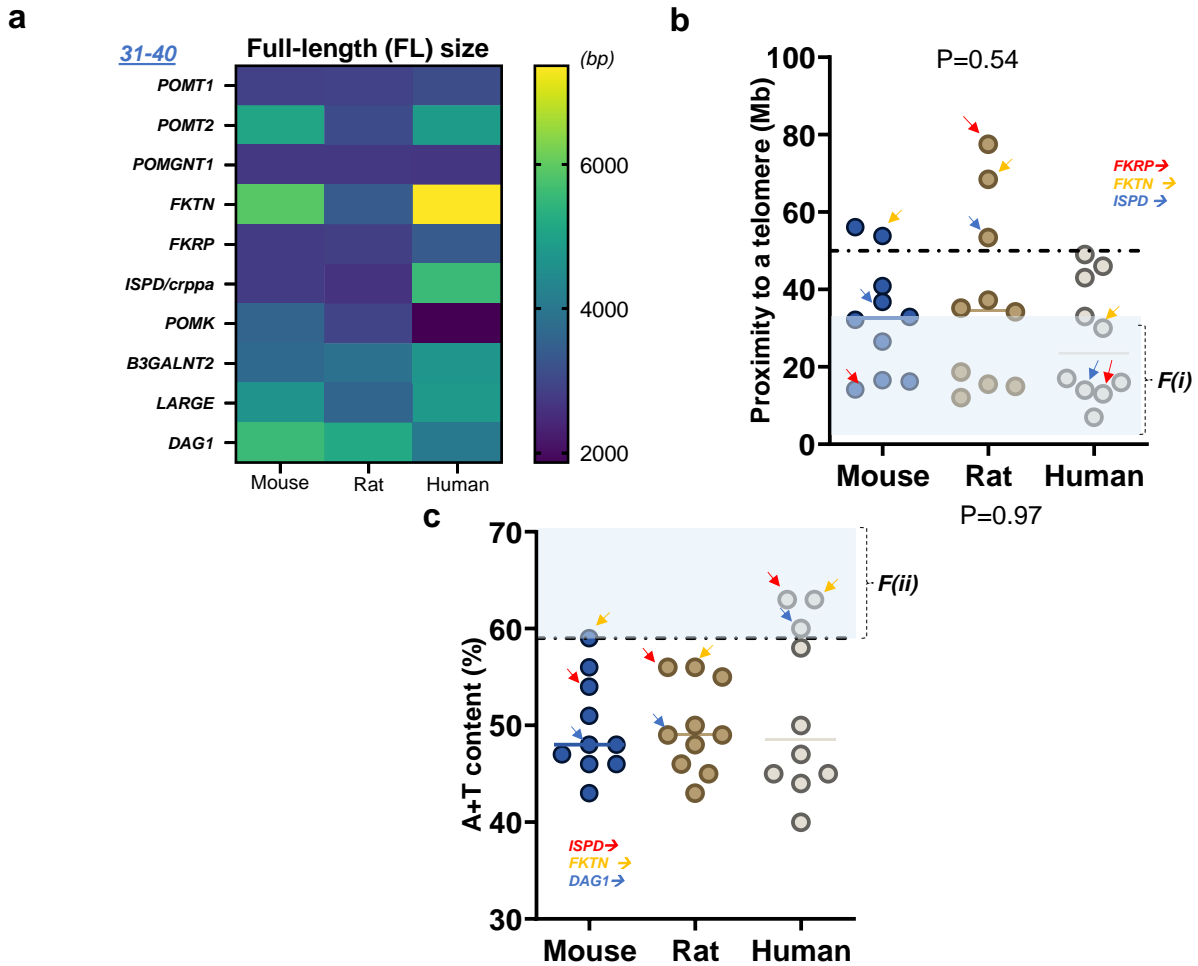 a
31-40
Full-length (FL) size
(bp)
POMT1
POMT2
POMGNT1
FKTN
FKRP
ISPD/crppa
POMK
B3GALNT2
LARGE
DAG1
6000
4000
2000
Mouse Rat Human
b
P=0.54
Proximity to a telomere (Mb)
100
80
60
40
20
0
FKRP→
FKTN →
ISPD →
F(i)
Mouse Rat Human
c
P=0.97
A+T content (%)
70
60
50
40
30
F(ii)
ISPD→
FKTN →
DAG1→
Mouse Rat Human